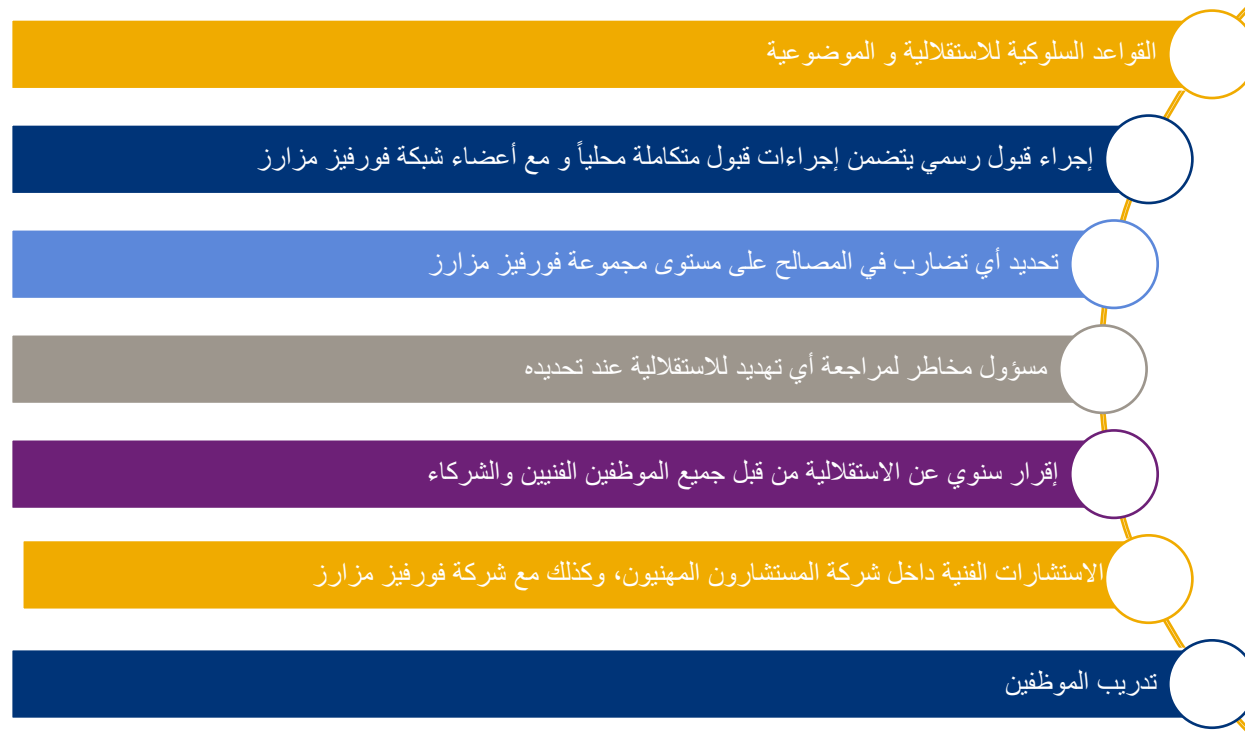 القواعد السلوكية للاستقلالية و الموضوعية
إجراء قبول رسمي يتضمن إجراءات قبول متكاملة محلياً و مع أعضاء شبكة فورفيز مزارز
تحديد أي تضارب في المصالح على مستوى مجموعة فورفيز مزارز
مسؤول مخاطر لمراجعة أي تهديد للاستقلالية عند تحديده
إقرار سنوي عن الاستقلالية من قبل جميع الموظفين الفنيين والشركاء
الاستشارات الفنية داخل شركة المستشارون المهنيون، وكذلك مع شركة فورفيز مزارز
تدريب الموظفين